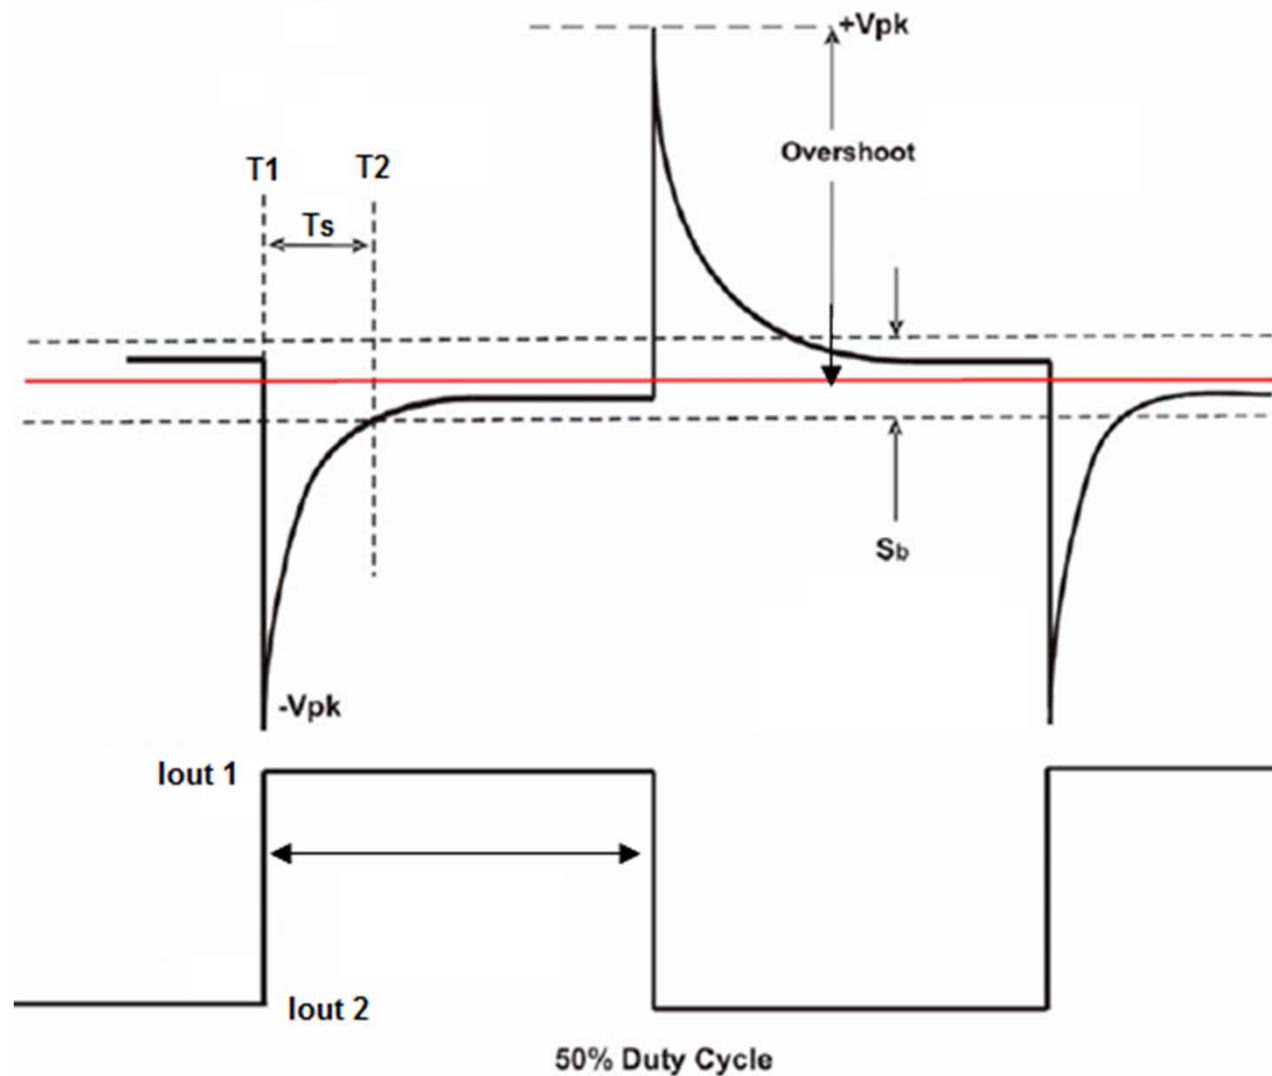 +Vpk
Overshoot
T1
T2
Ts
Sb
-Vpk
Iout 1
Iout 2
50% Duty Cycle